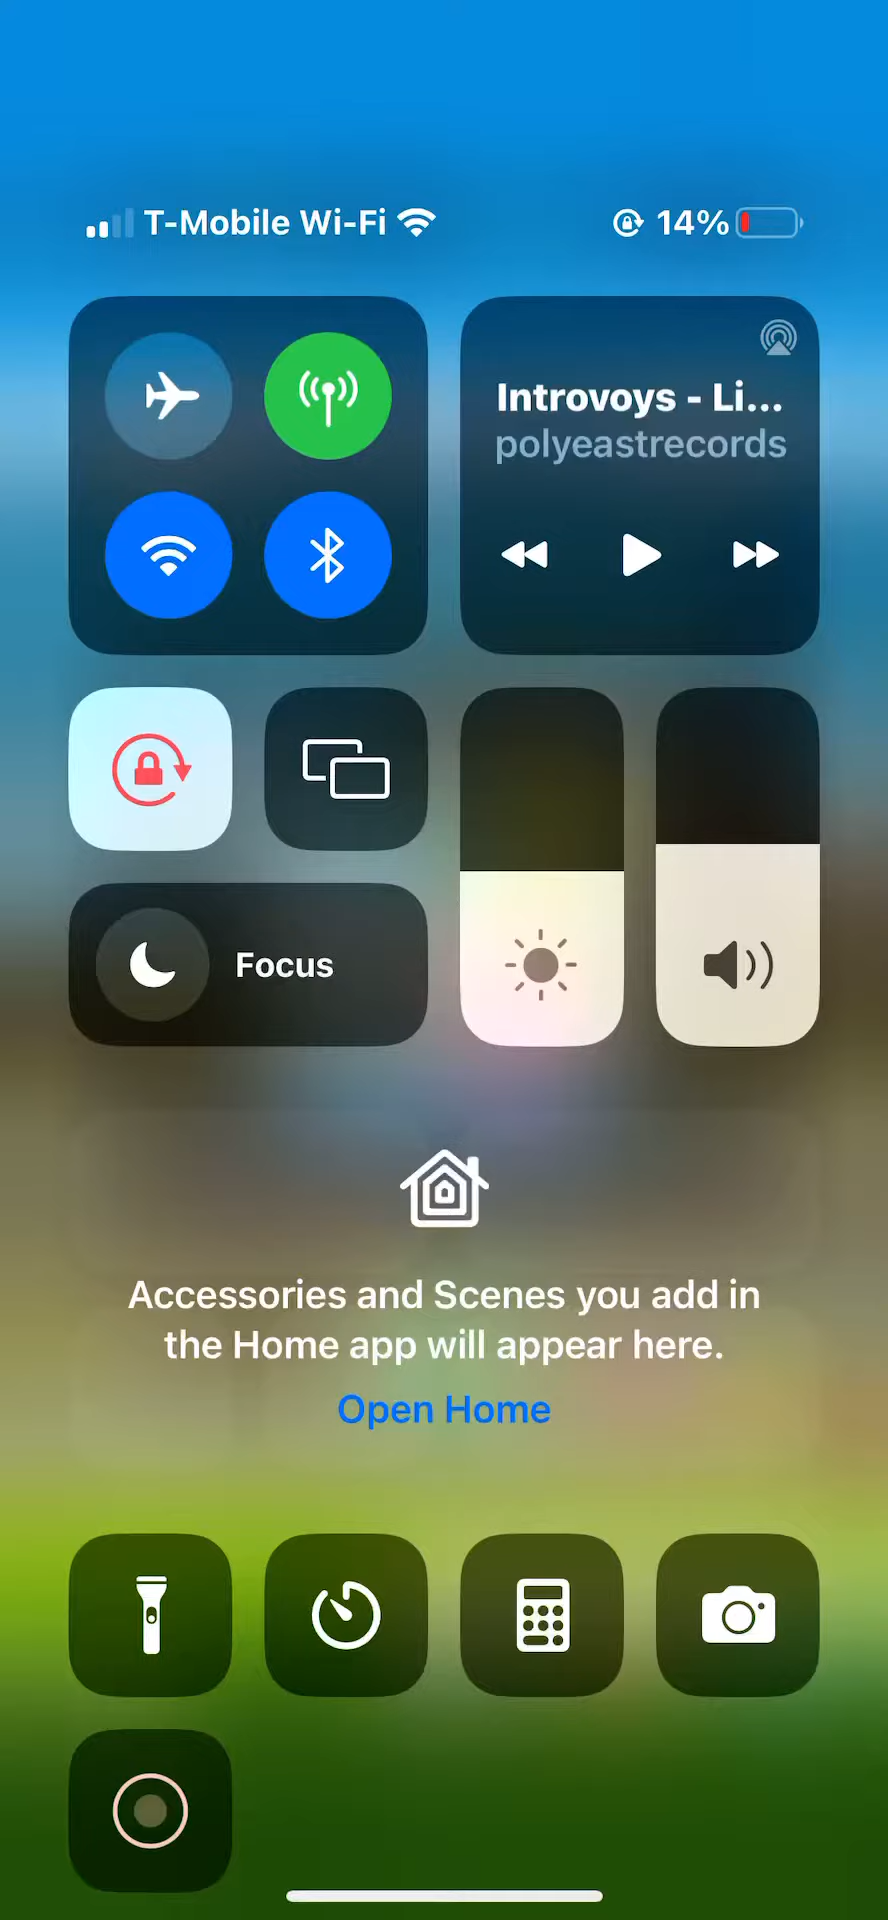 T-Mobile Wi-Fi 14%
Introvoys - Li...
polyeastrecords
Focus
Accessories and Scenes you add in
the Home app will appear here.
Open Home